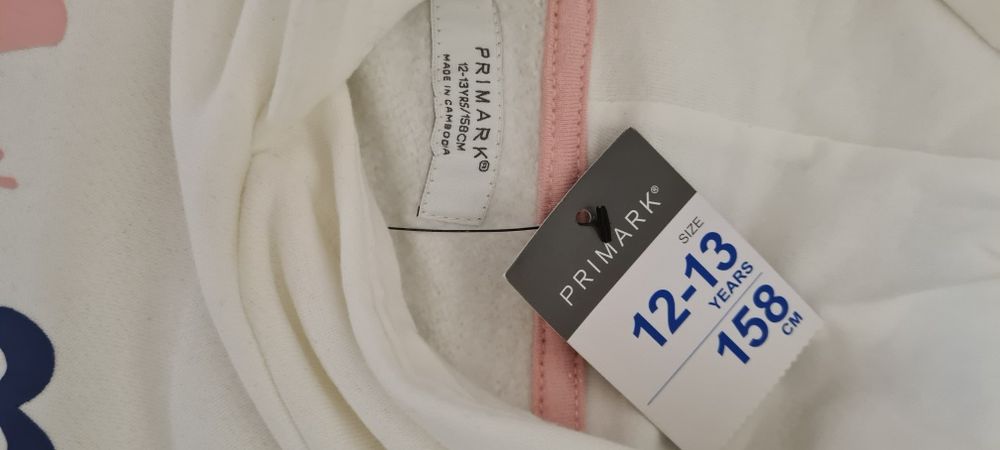 PRIMARK®
12-13YRS/158CM
MADE IN CAMBODIA
PRIMARK®
SIZE
12-13
YEARS
158
CM